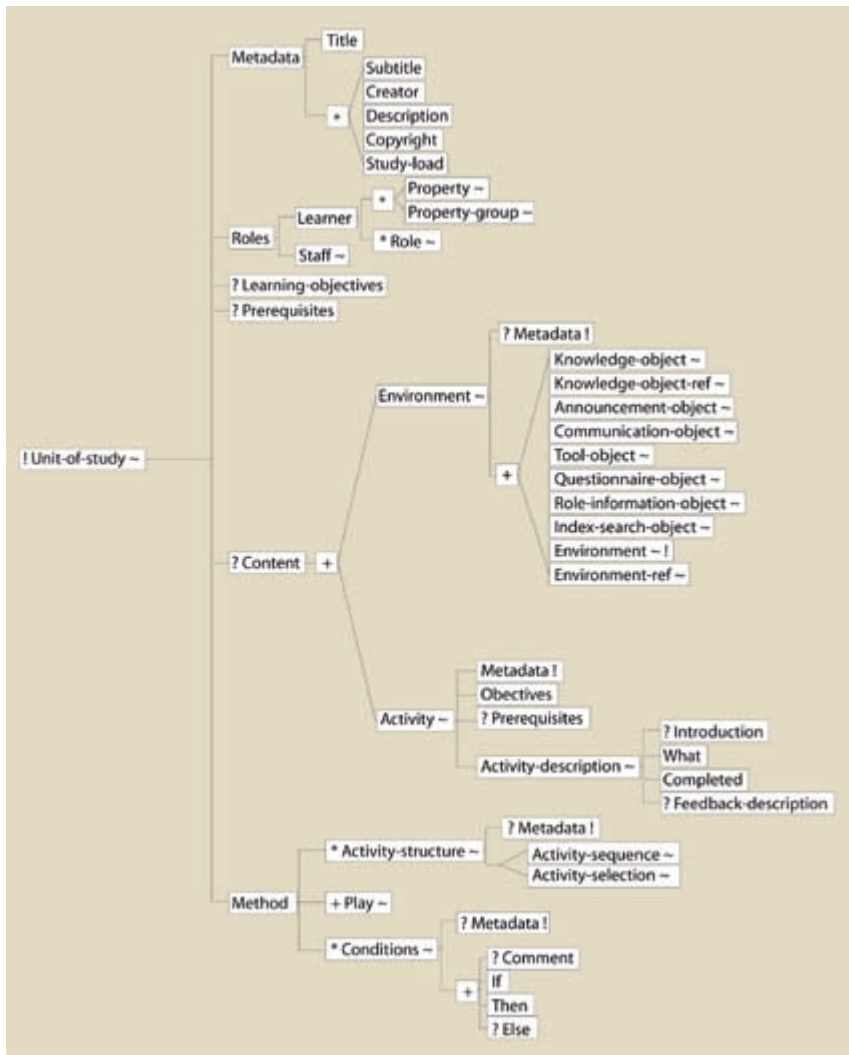 Title
Metadata
Subtitle
Creator
*
Description
Copyright
Study-load
Property ~
*
Property-group ~
Learner
Roles
* Role ~
Staff ~
? Learning-objectives
? Prerequisites
? Metadata !
Knowledge-object ~
Knowledge-object-ref ~
Environment ~
Announcement-object ~
Communication-object ~
! Unit-of-study ~
Tool-object ~
+
Questionnaire-object ~
Role-information-object ~
Index-search-object ~
Environment ~ !
? Content
+
Environment-ref ~
Metadata !
Obectives
Activity ~
? Prerequisites
? Introduction
What
Activity-description ~
Completed
? Feedback-description
? Metadata !
* Activity-structure ~
Activity-sequence ~
Activity-selection ~
Method
+ Play ~
? Metadata !
* Conditions ~
? Comment
If
+
Then
? Else